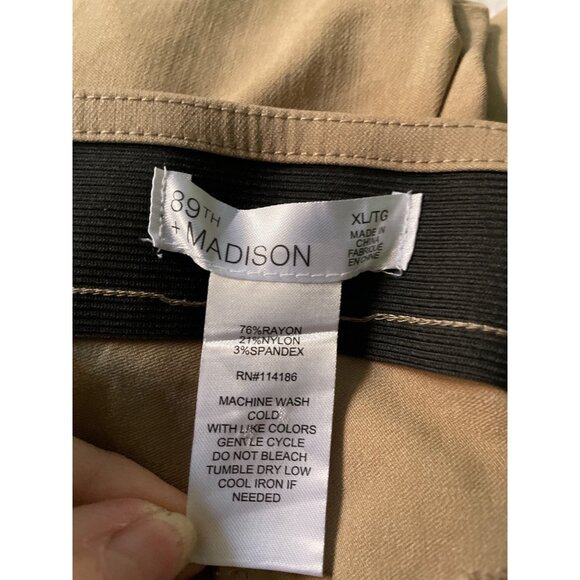 89TH
+ MADISON
XL/TG
MADE IN
CHINA
FABRIQUE
EN CHINE
76%RAYON
21%NYLON
3%SPANDEX
RN#114186
MACHINE WASH
COLD
WITH LIKE COLORS
GENTLE CYCLE
DO NOT BLEACH
TUMBLE DRY LOW
COOL IRON IF
NEEDED